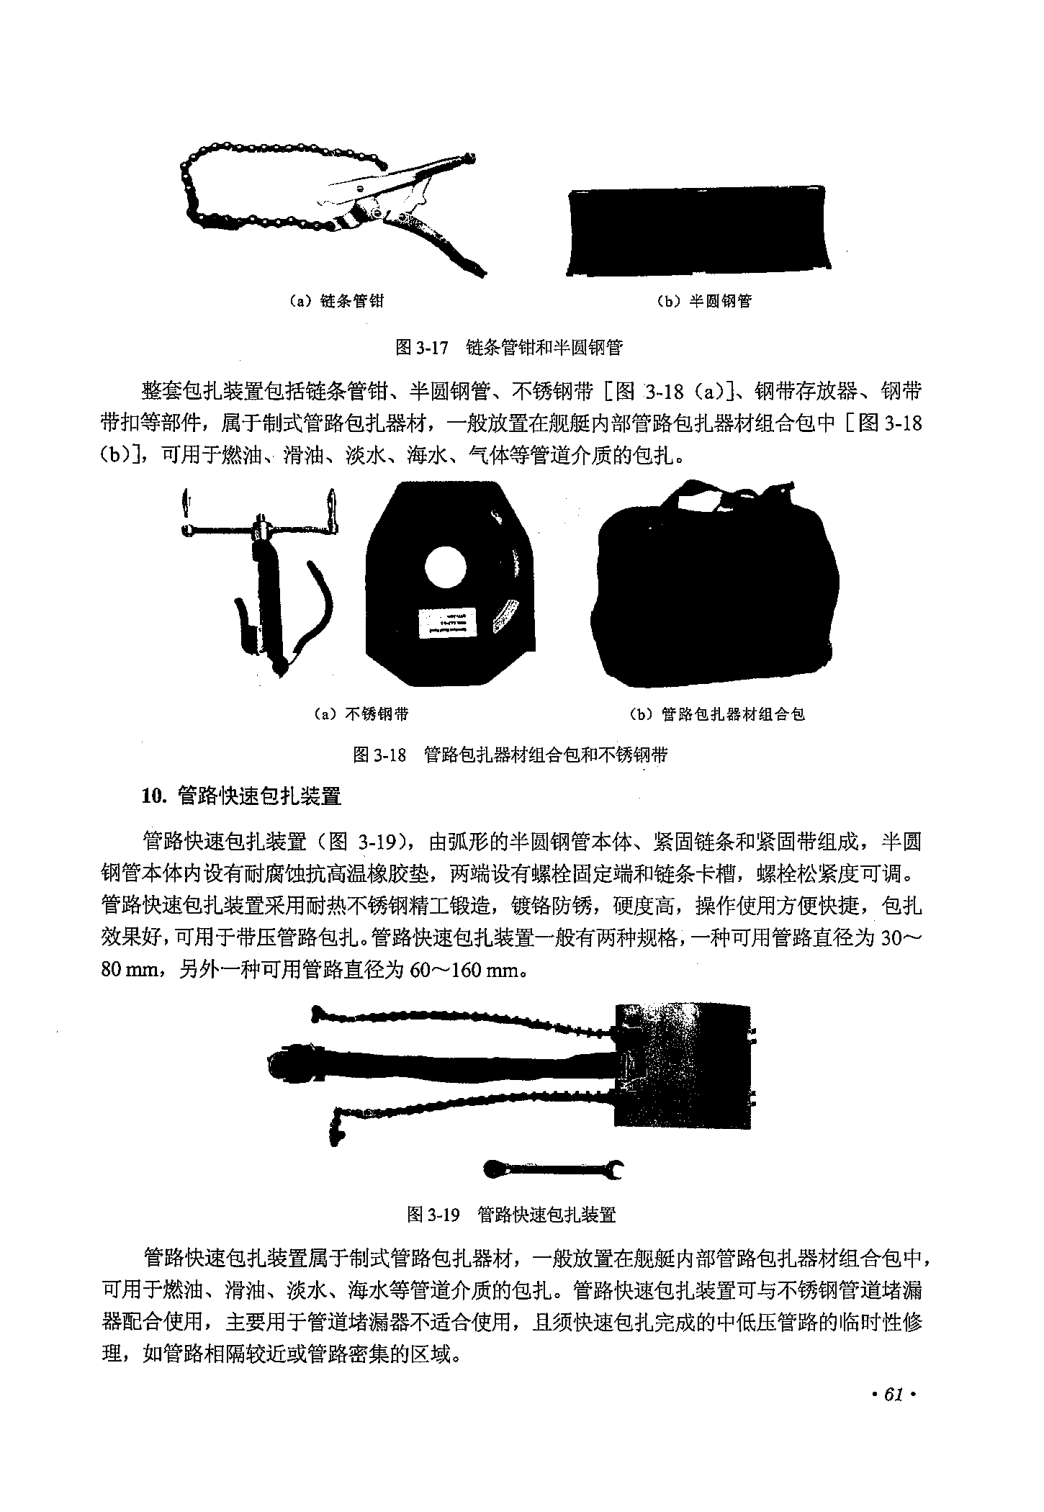 （a）链条管钳
（b）半圆钢管
图 3-17 链条管钳和半圆钢管
整套包扎装置包括链条管钳、半圆钢管、不锈钢带［图 3-18（a）］、钢带存放器、钢带
带扣等部件，属于制式管路包扎器材，一般放置在舰艇内部管路包扎器材组合包中［图 3-18
（b）］，可用于燃油、滑油、淡水、海水、气体等管道介质的包扎。
（a）不锈钢带
（b）管路包扎器材组合包
图 3-18 管路包扎器材组合包和不锈钢带
10. 管路快速包扎装置
管路快速包扎装置（图 3-19），由弧形的半圆钢管本体、紧固链条和紧固带组成，半圆
钢管本体内设有耐腐蚀抗高温橡胶垫，两端设有螺栓固定端和链条卡槽，螺栓松紧度可调。
管路快速包扎装置采用耐热不锈钢精工锻造，镀铬防锈，硬度高，操作使用方便快捷，包扎
效果好，可用于带压管路包扎。管路快速包扎装置一般有两种规格，一种可用管路直径为 30～
80 mm，另外一种可用管路直径为 60～160 mm。
图 3-19 管路快速包扎装置
管路快速包扎装置属于制式管路包扎器材，一般放置在舰艇内部管路包扎器材组合包中，
可用于燃油、滑油、淡水、海水等管道介质的包扎。管路快速包扎装置可与不锈钢管道堵漏
器配合使用，主要用于管道堵漏器不适合使用，且须快速包扎完成的中低压管路的临时性修
理，如管路相隔较近或管路密集的区域。
·61·